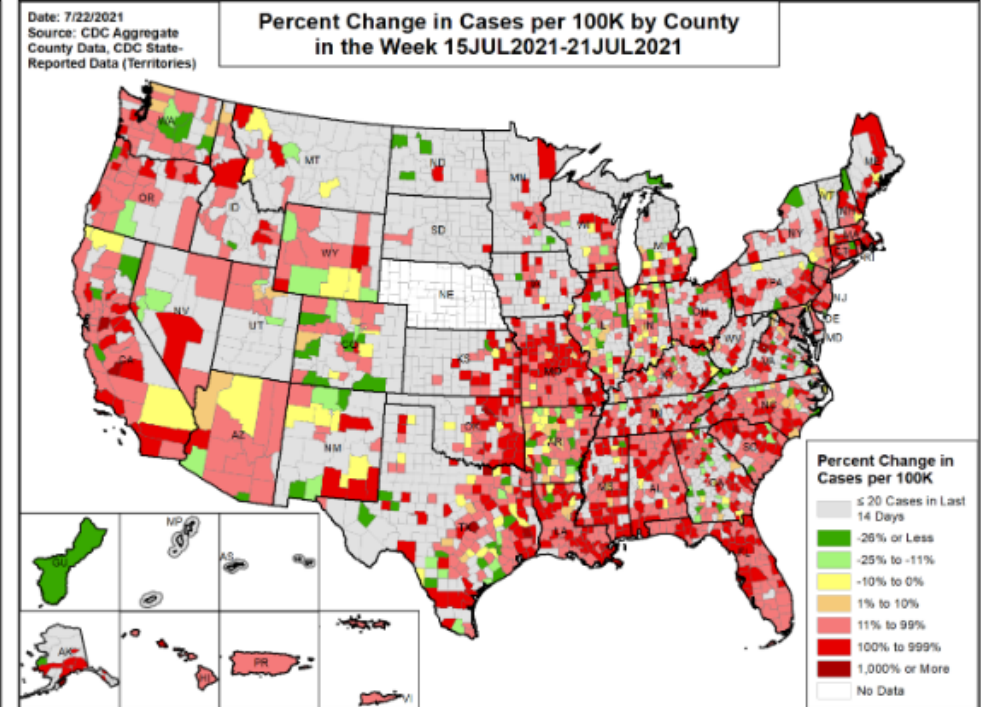 Date: 7/22/2021
Source: CDC Aggregate
County Data, CDC State-
Reported Data (Territories)
Percent Change in Cases per 100K by County
in the Week 15JUL2021-21JUL2021
WA
MT
ND
MN
ME
OR
ID
SD
WI
MI
VT
NH
NY
MA
RI
WY
NE
IA
PA
NJ
NV
UT
CO
IL
IN
OH
DE
MD
WV
VA
CA
KS
MO
KY
AZ
NM
OK
AR
TN
NC
SC
MS
AL
GA
TX
LA
Percent Change in
Cases per 100K
≤ 20 Cases in Last
14 Days
-26% or Less
-25% to -11%
-10% to 0%
1% to 10%
11% to 99%
100% to 999%
1,000% or More
No Data
GU
MP
AS
AK
HI
PR
VI